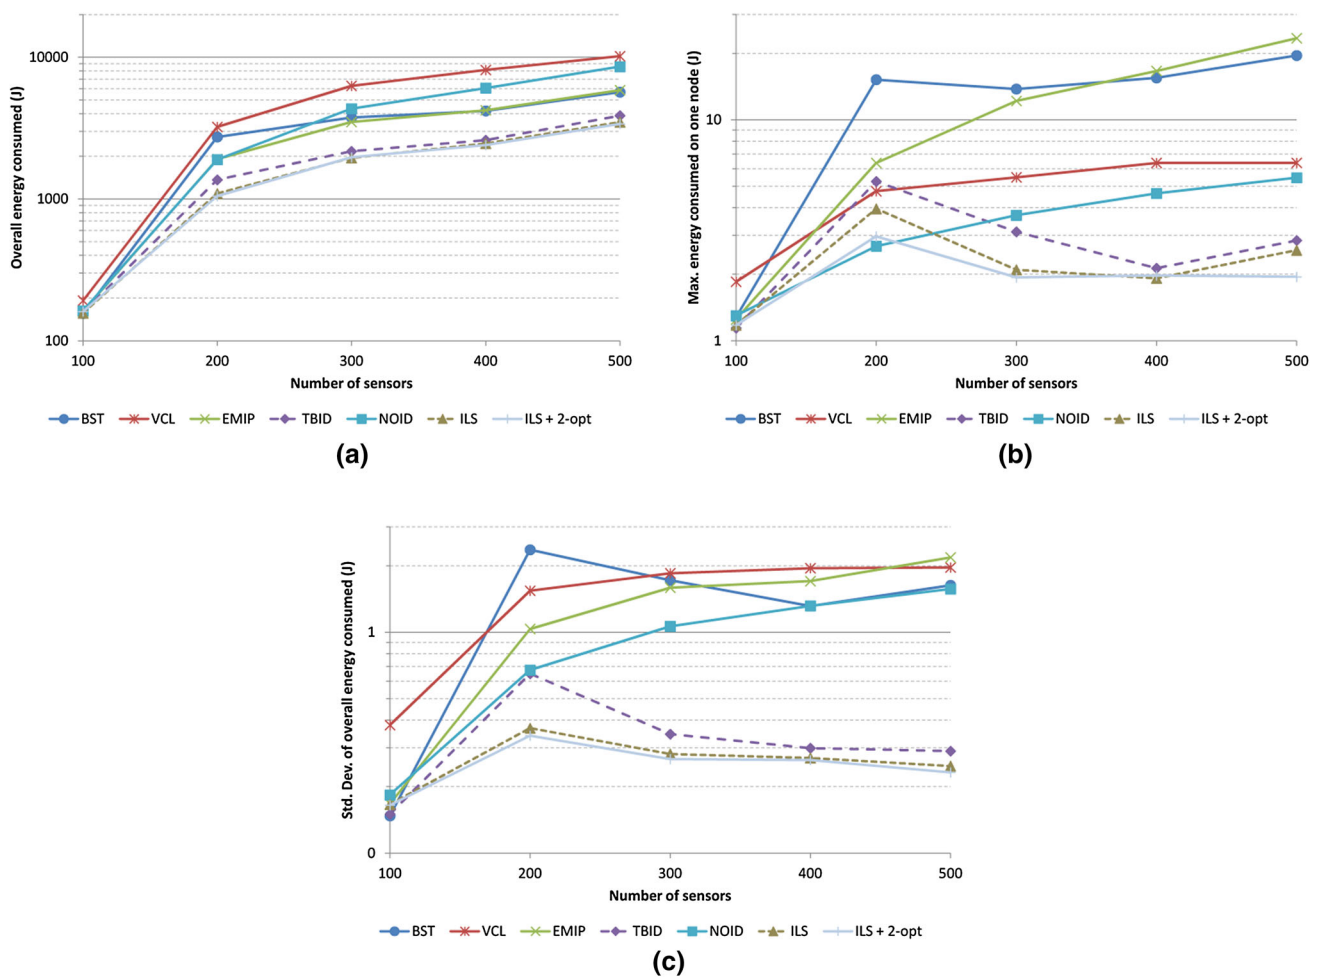 Overall energy consumed (J)
10000
1000
100
100 200 300 400 500
Number of sensors
BST VCL EMIP TBID NOID ILS ILS + 2-opt
(a)
Max. energy consumed on one node (J)
10
1
100 200 300 400 500
Number of sensors
BST VCL EMIP TBID NOID ILS ILS + 2-opt
(b)
Std. Dev. of overall energy consumed (J)
1
0
100 200 300 400 500
Number of sensors
BST VCL EMIP TBID NOID ILS ILS + 2-opt
(c)